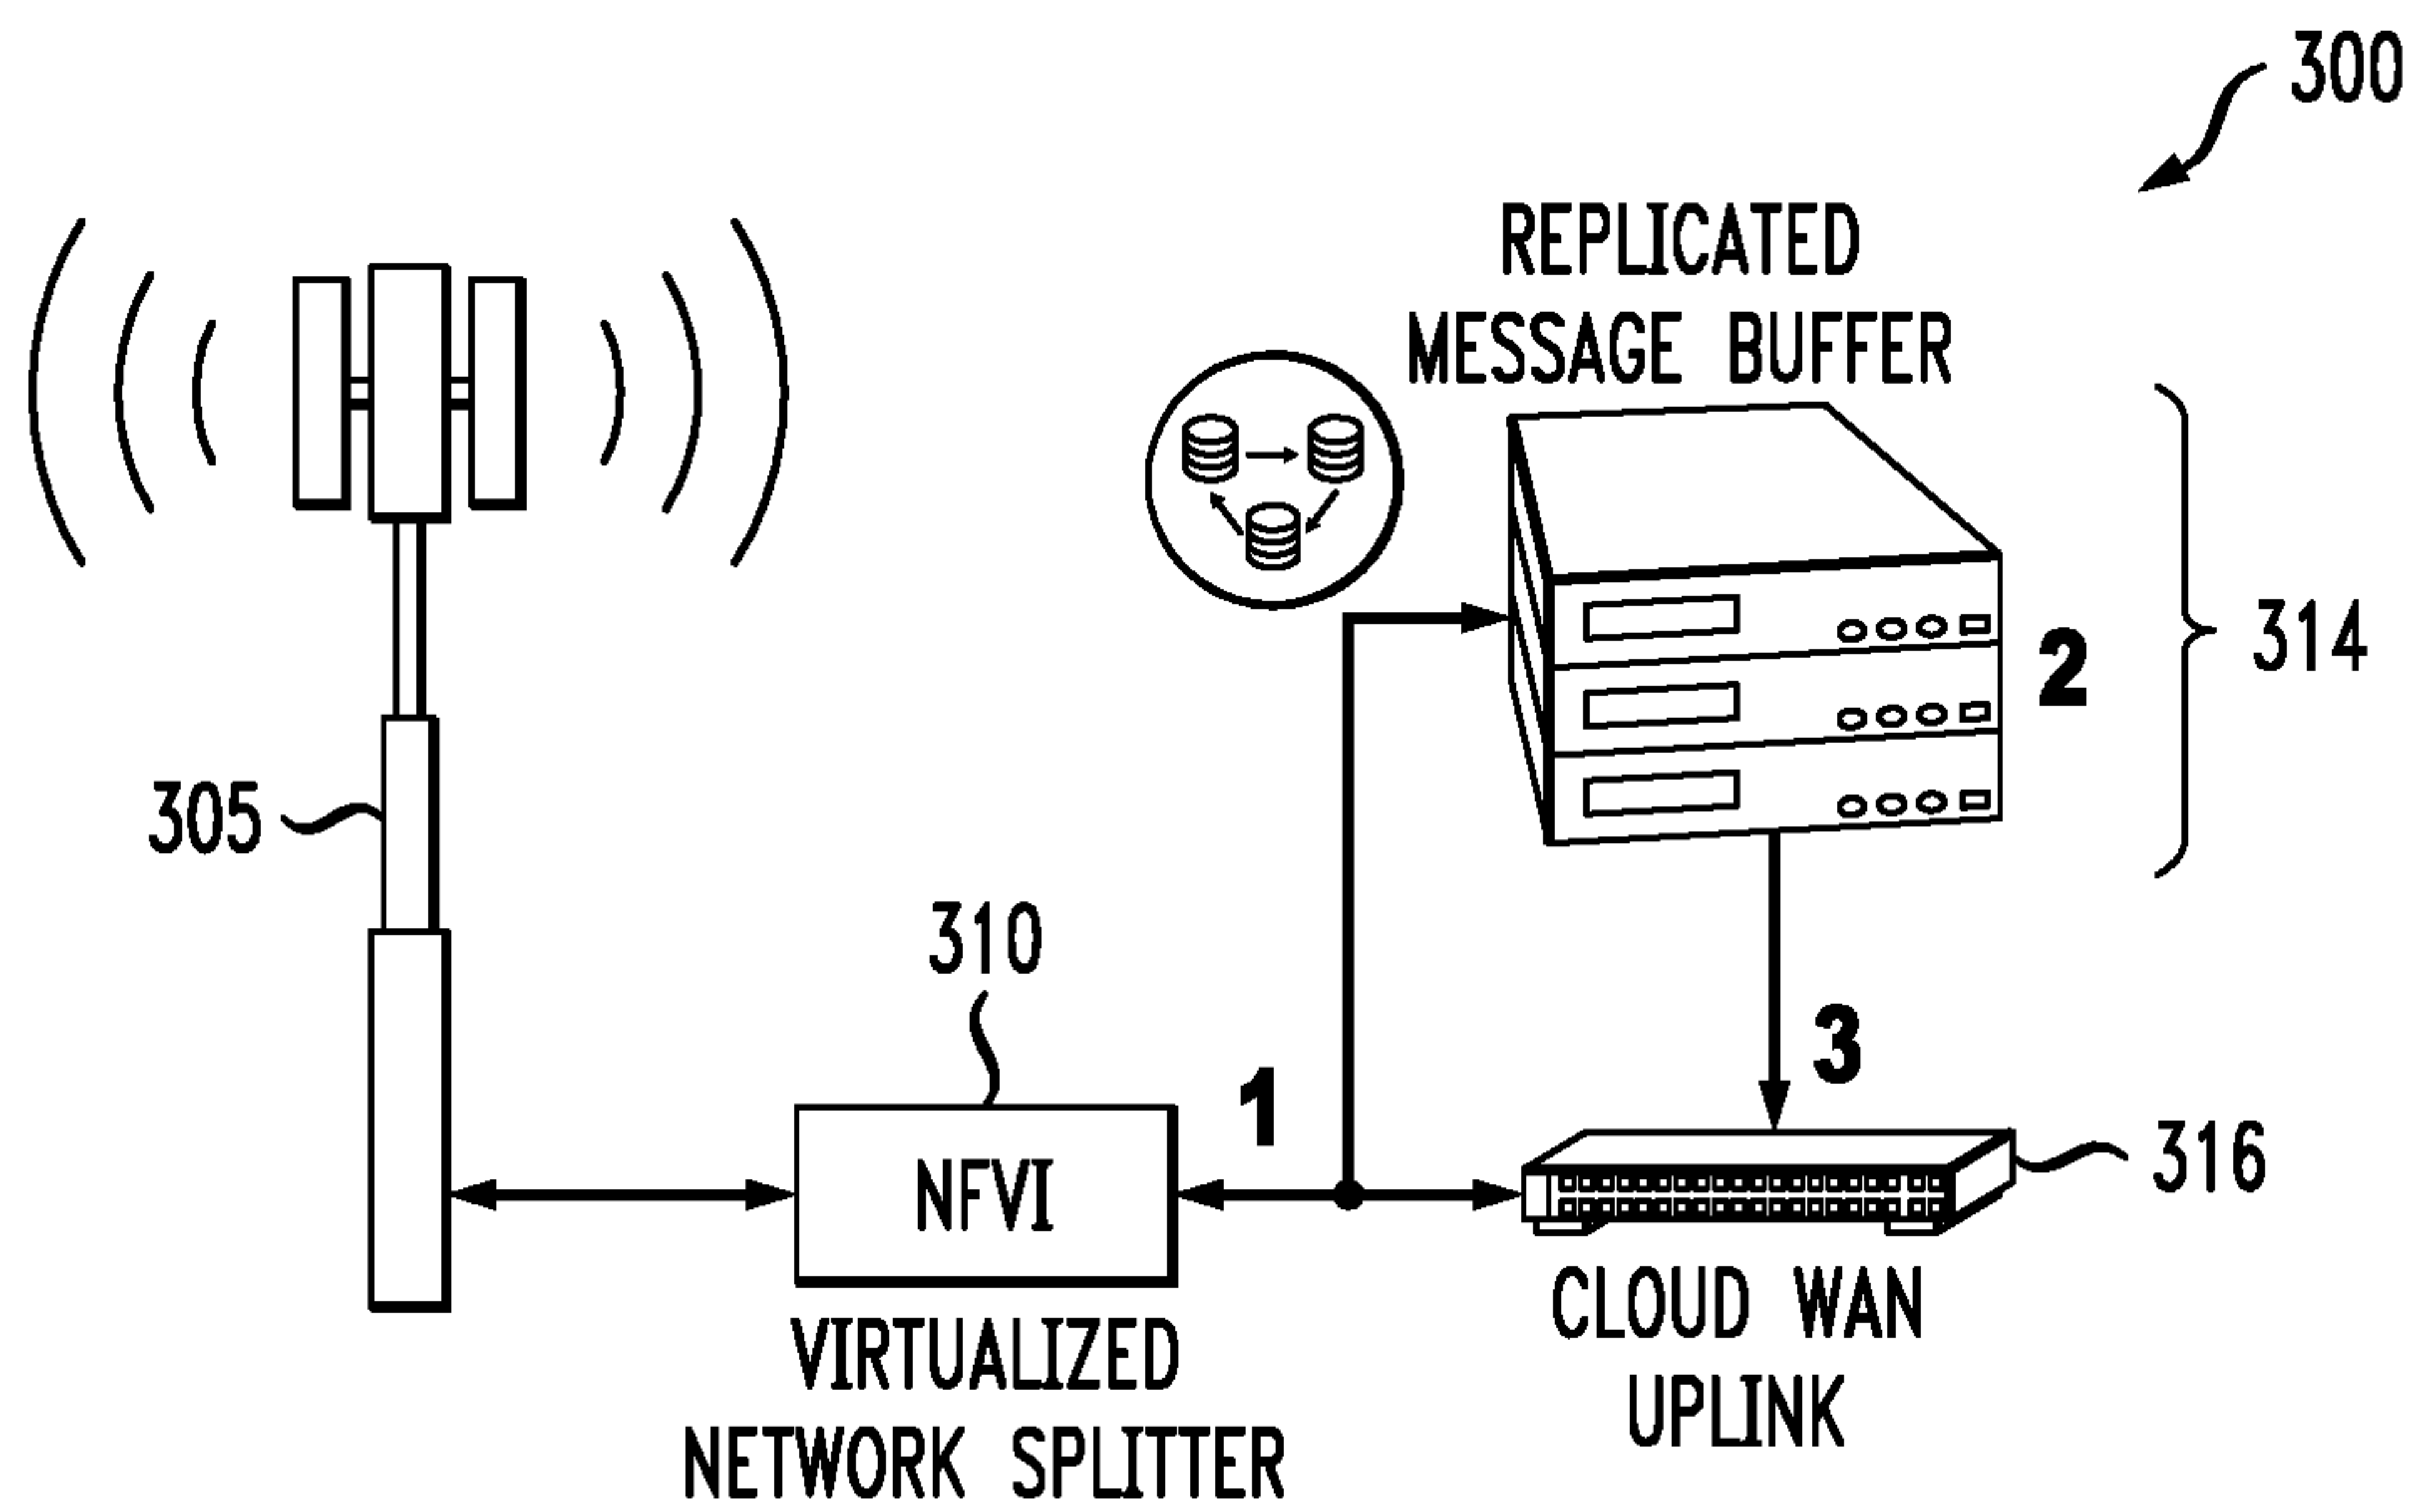 300
REPLICATED
MESSAGE BUFFER
314
2
305
310
3
1
316
NFVI
CLOUD WAN
UPLINK
VIRTUALIZED
NETWORK SPLITTER